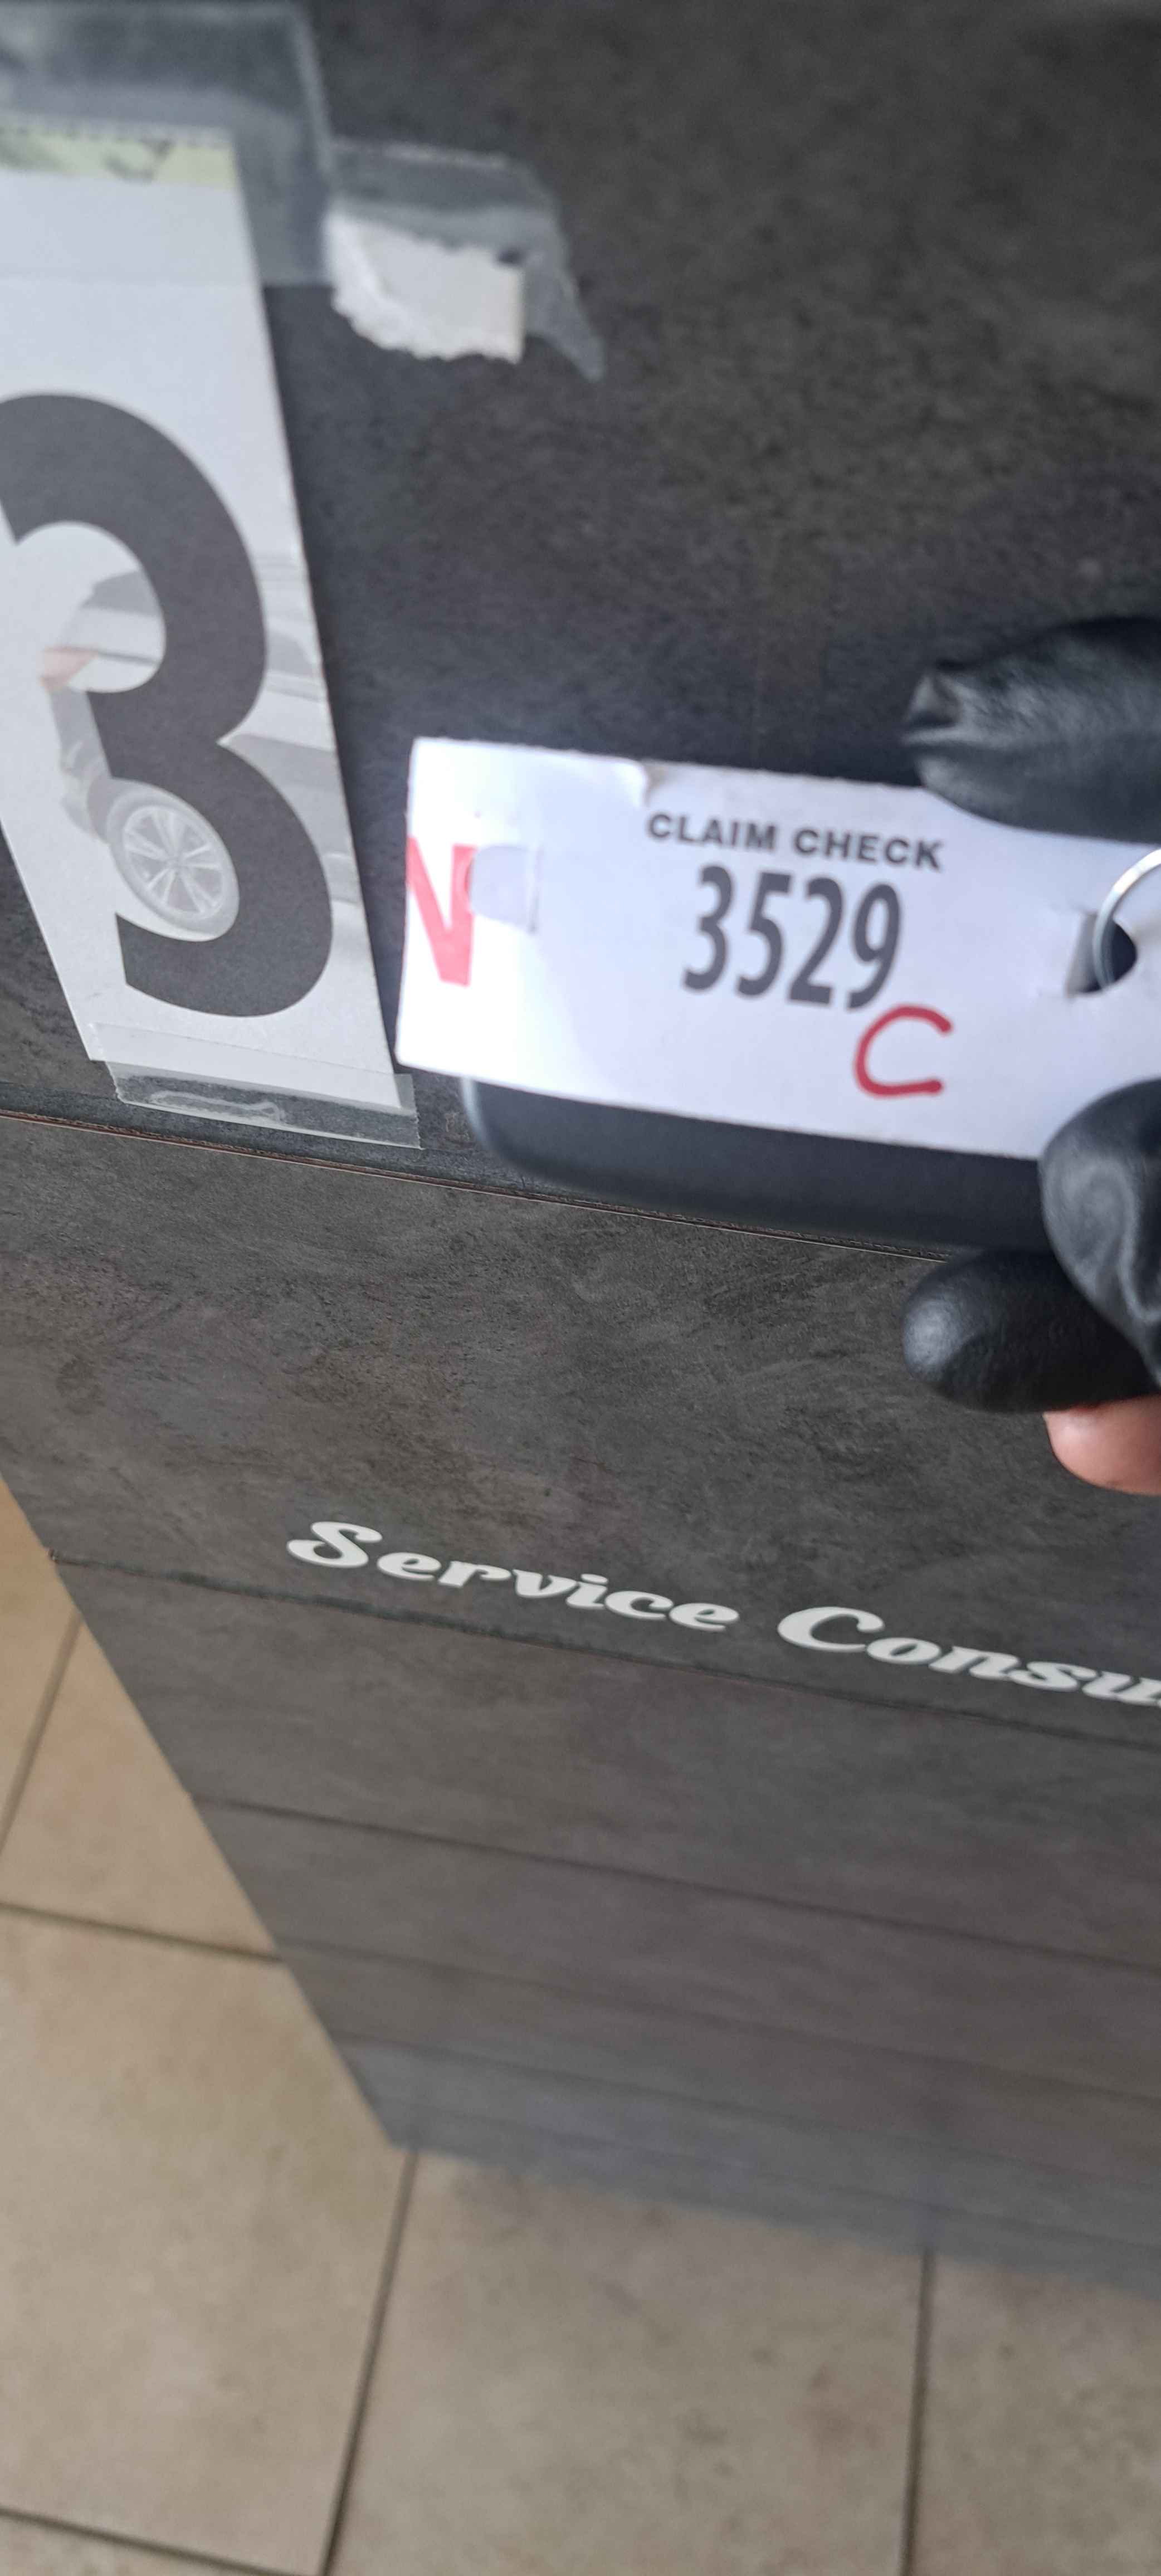 3
CLAIM CHECK
N
3529
C
Service Consu